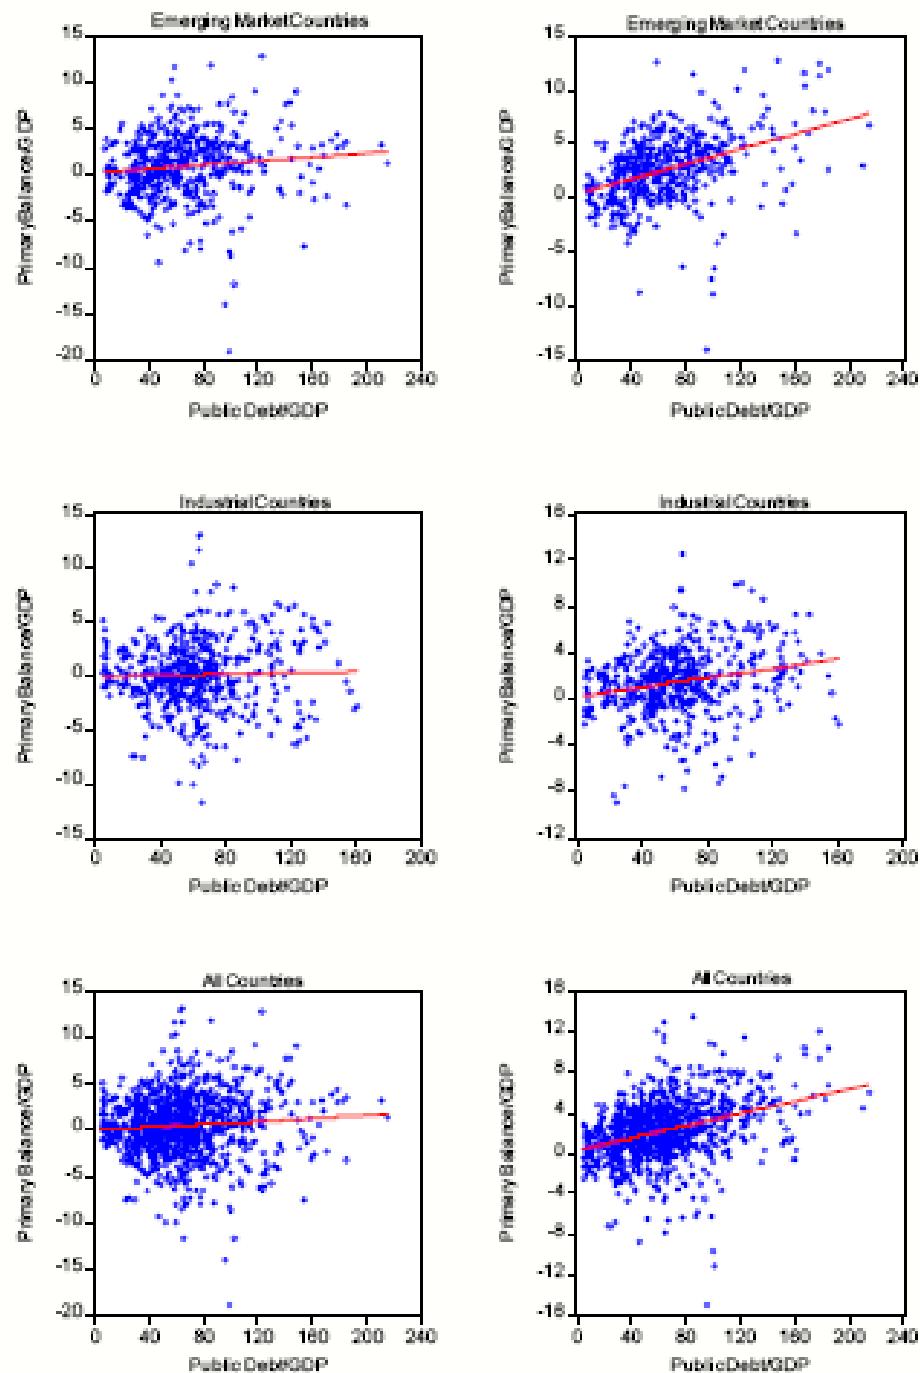 Emerging Market Countries
15
10
5
0
-5
-10
-15
-20
Primary Balance/GDP
0 40 80 120 160 200 240
Public Debt/GDP
Emerging Market Countries
15
10
5
0
-5
-10
-15
Primary Balance/GDP
0 40 80 120 160 200 240
Public Debt/GDP
Industrial Countries
15
10
5
0
-5
-10
-15
Primary Balance/GDP
0 40 80 120 160 200
Public Debt/GDP
Industrial Countries
16
12
8
4
0
-4
-8
-12
Primary Balance/GDP
0 40 80 120 160 200
Public Debt/GDP
All Countries
15
10
5
0
-5
-10
-15
-20
Primary Balance/GDP
0 40 80 120 160 200 240
Public Debt/GDP
All Countries
16
12
8
4
0
-4
-8
-12
-16
Primary Balance/GDP
0 40 80 120 160 200 240
Public Debt/GDP